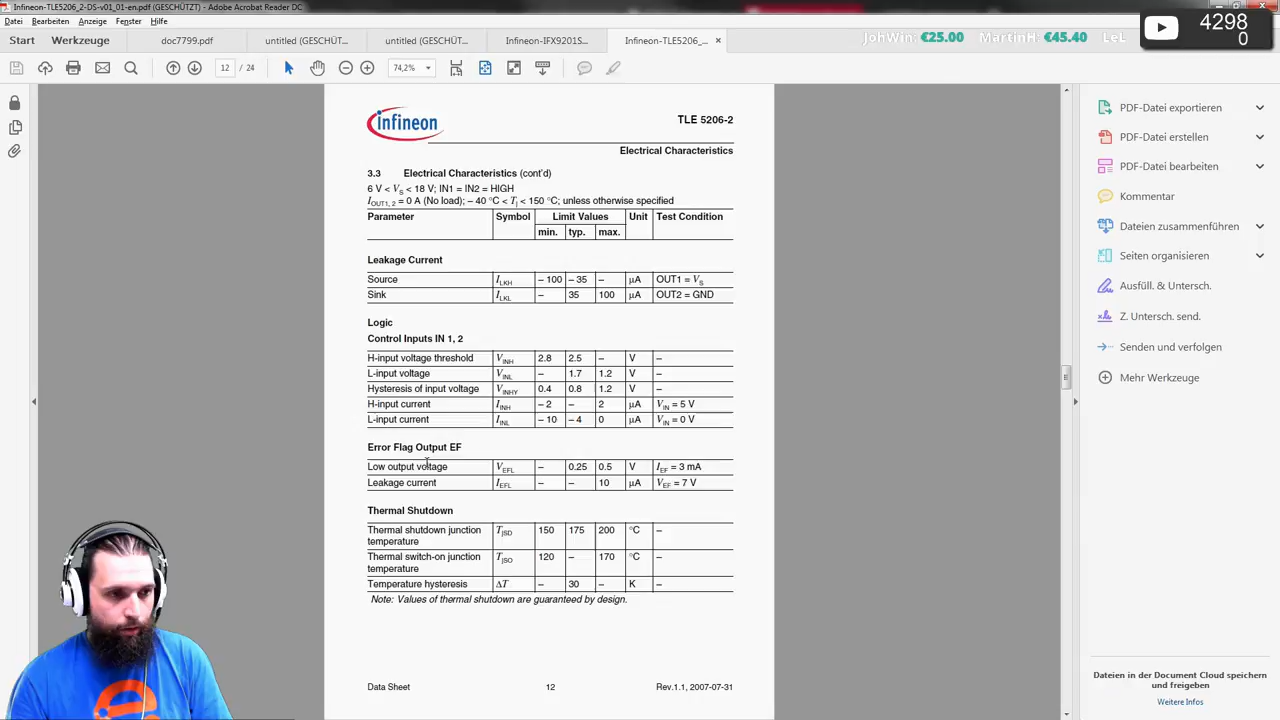 Infineon-TLE5206_2-DS-v01_01-en.pdf (GESCHÜTZT) - Adobe Acrobat Reader DC
Datei Bearbeiten Anzeige Fenster Hilfe
Start Werkzeuge doc7799.pdf untitled (GESCHÜT... untitled (GESCHÜT... Infineon-IFX9201S... Infineon-TLE5206_... ×
JohWin €25.00 MartinH €45.40 LeL
4298
0
12 / 24 74,2%
infineon
TLE 5206-2
Electrical Characteristics
3.3 Electrical Characteristics (cont'd)
6 V < VS < 18 V; IN1 = IN2 = HIGH
IOUT1, 2 = 0 A (No load); – 40 °C < Tj < 150 °C; unless otherwise specified
Parameter Symbol Limit Values Unit Test Condition
min. typ. max.
Leakage Current
Source ILKH – 100 – 35 – µA OUT1 = VS
Sink ILKL – 35 100 µA OUT2 = GND
Logic
Control Inputs IN 1, 2
H-input voltage threshold VINH 2.8 2.5 – V –
L-input voltage VINL – 1.7 1.2 V –
Hysteresis of input voltage VINHY 0.4 0.8 1.2 V –
H-input current IINH – 2 – 2 µA VIN = 5 V
L-input current IINL – 10 – 4 0 µA VIN = 0 V
Error Flag Output EF
Low output voltage VEFL – 0.25 0.5 V IEF = 3 mA
Leakage current IEFL – – 10 µA VEF = 7 V
Thermal Shutdown
Thermal shutdown junction temperature TjSD 150 175 200 °C –
Thermal switch-on junction temperature TjSO 120 – 170 °C –
Temperature hysteresis ΔT – 30 – K –
Note: Values of thermal shutdown are guaranteed by design.
Data Sheet 12 Rev.1.1, 2007-07-31
PDF-Datei exportieren
PDF-Datei erstellen
PDF-Datei bearbeiten
Kommentar
Dateien zusammenführen
Seiten organisieren
Ausfüll. & Untersch.
Z. Untersch. send.
Senden und verfolgen
Mehr Werkzeuge
Dateien in der Document Cloud speichern
und freigeben
Weitere Infos